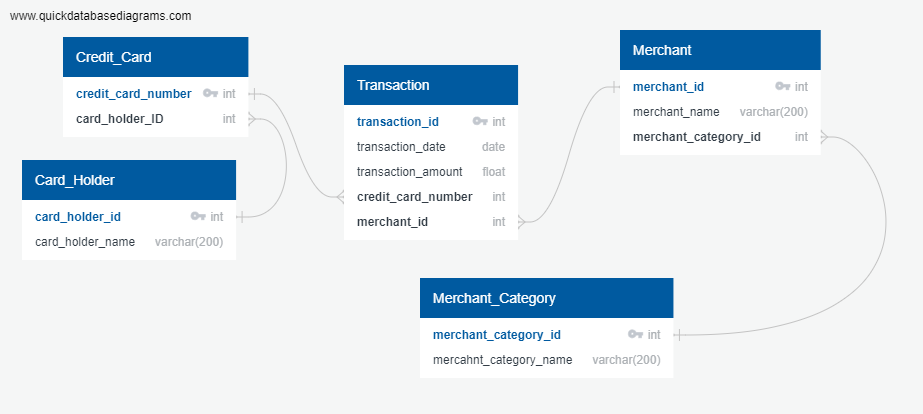 www.quickdatabasediagrams.com
Credit_Card
credit_card_number int
card_holder_ID int
Card_Holder
card_holder_id int
card_holder_name varchar(200)
Transaction
transaction_id int
transaction_date date
transaction_amount float
credit_card_number int
merchant_id int
Merchant
merchant_id int
merchant_name varchar(200)
merchant_category_id int
Merchant_Category
merchant_category_id int
mercahnt_category_name varchar(200)